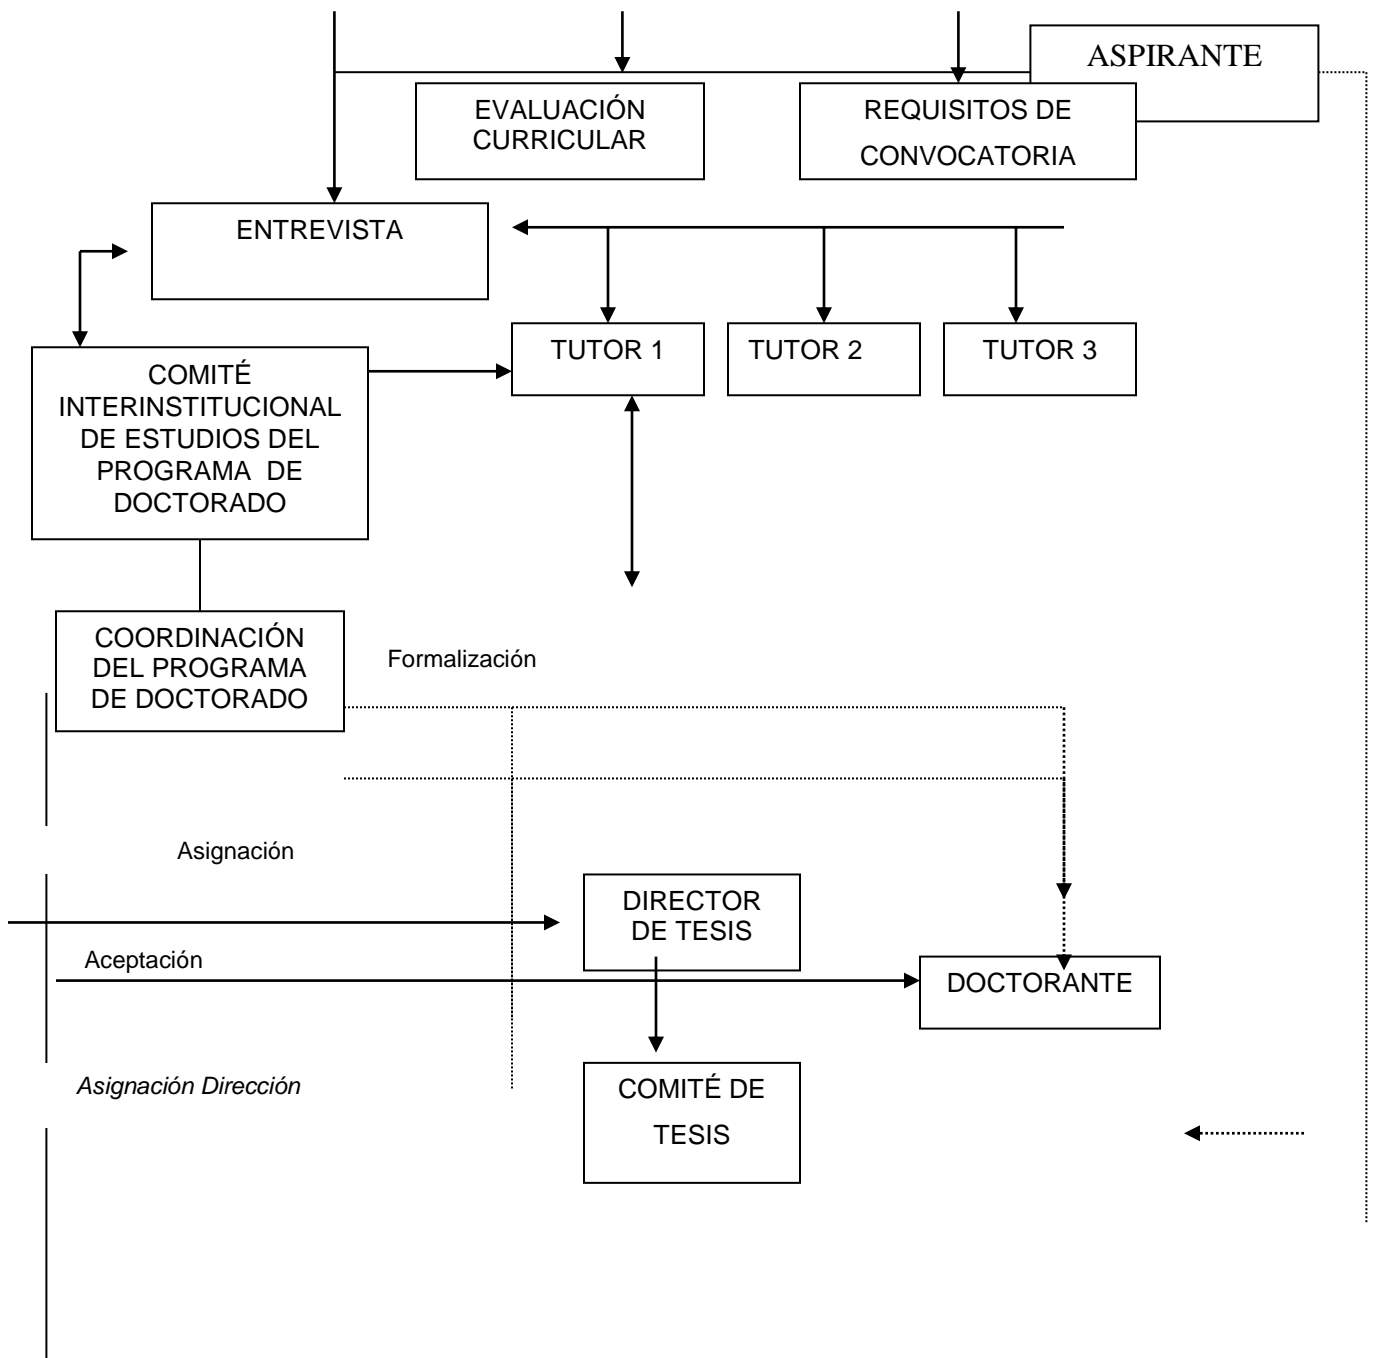 ASPIRANTE
EVALUACIÓN
CURRICULAR
REQUISITOS DE
CONVOCATORIA
ENTREVISTA
TUTOR 1
TUTOR 2
TUTOR 3
COMITÉ
INTERINSTITUCIONAL
DE ESTUDIOS DEL
PROGRAMA DE
DOCTORADO
COORDINACIÓN
DEL PROGRAMA
DE DOCTORADO
Formalización
Asignación
DIRECTOR
DE TESIS
Aceptación
DOCTORANTE
Asignación Dirección
COMITÉ DE
TESIS